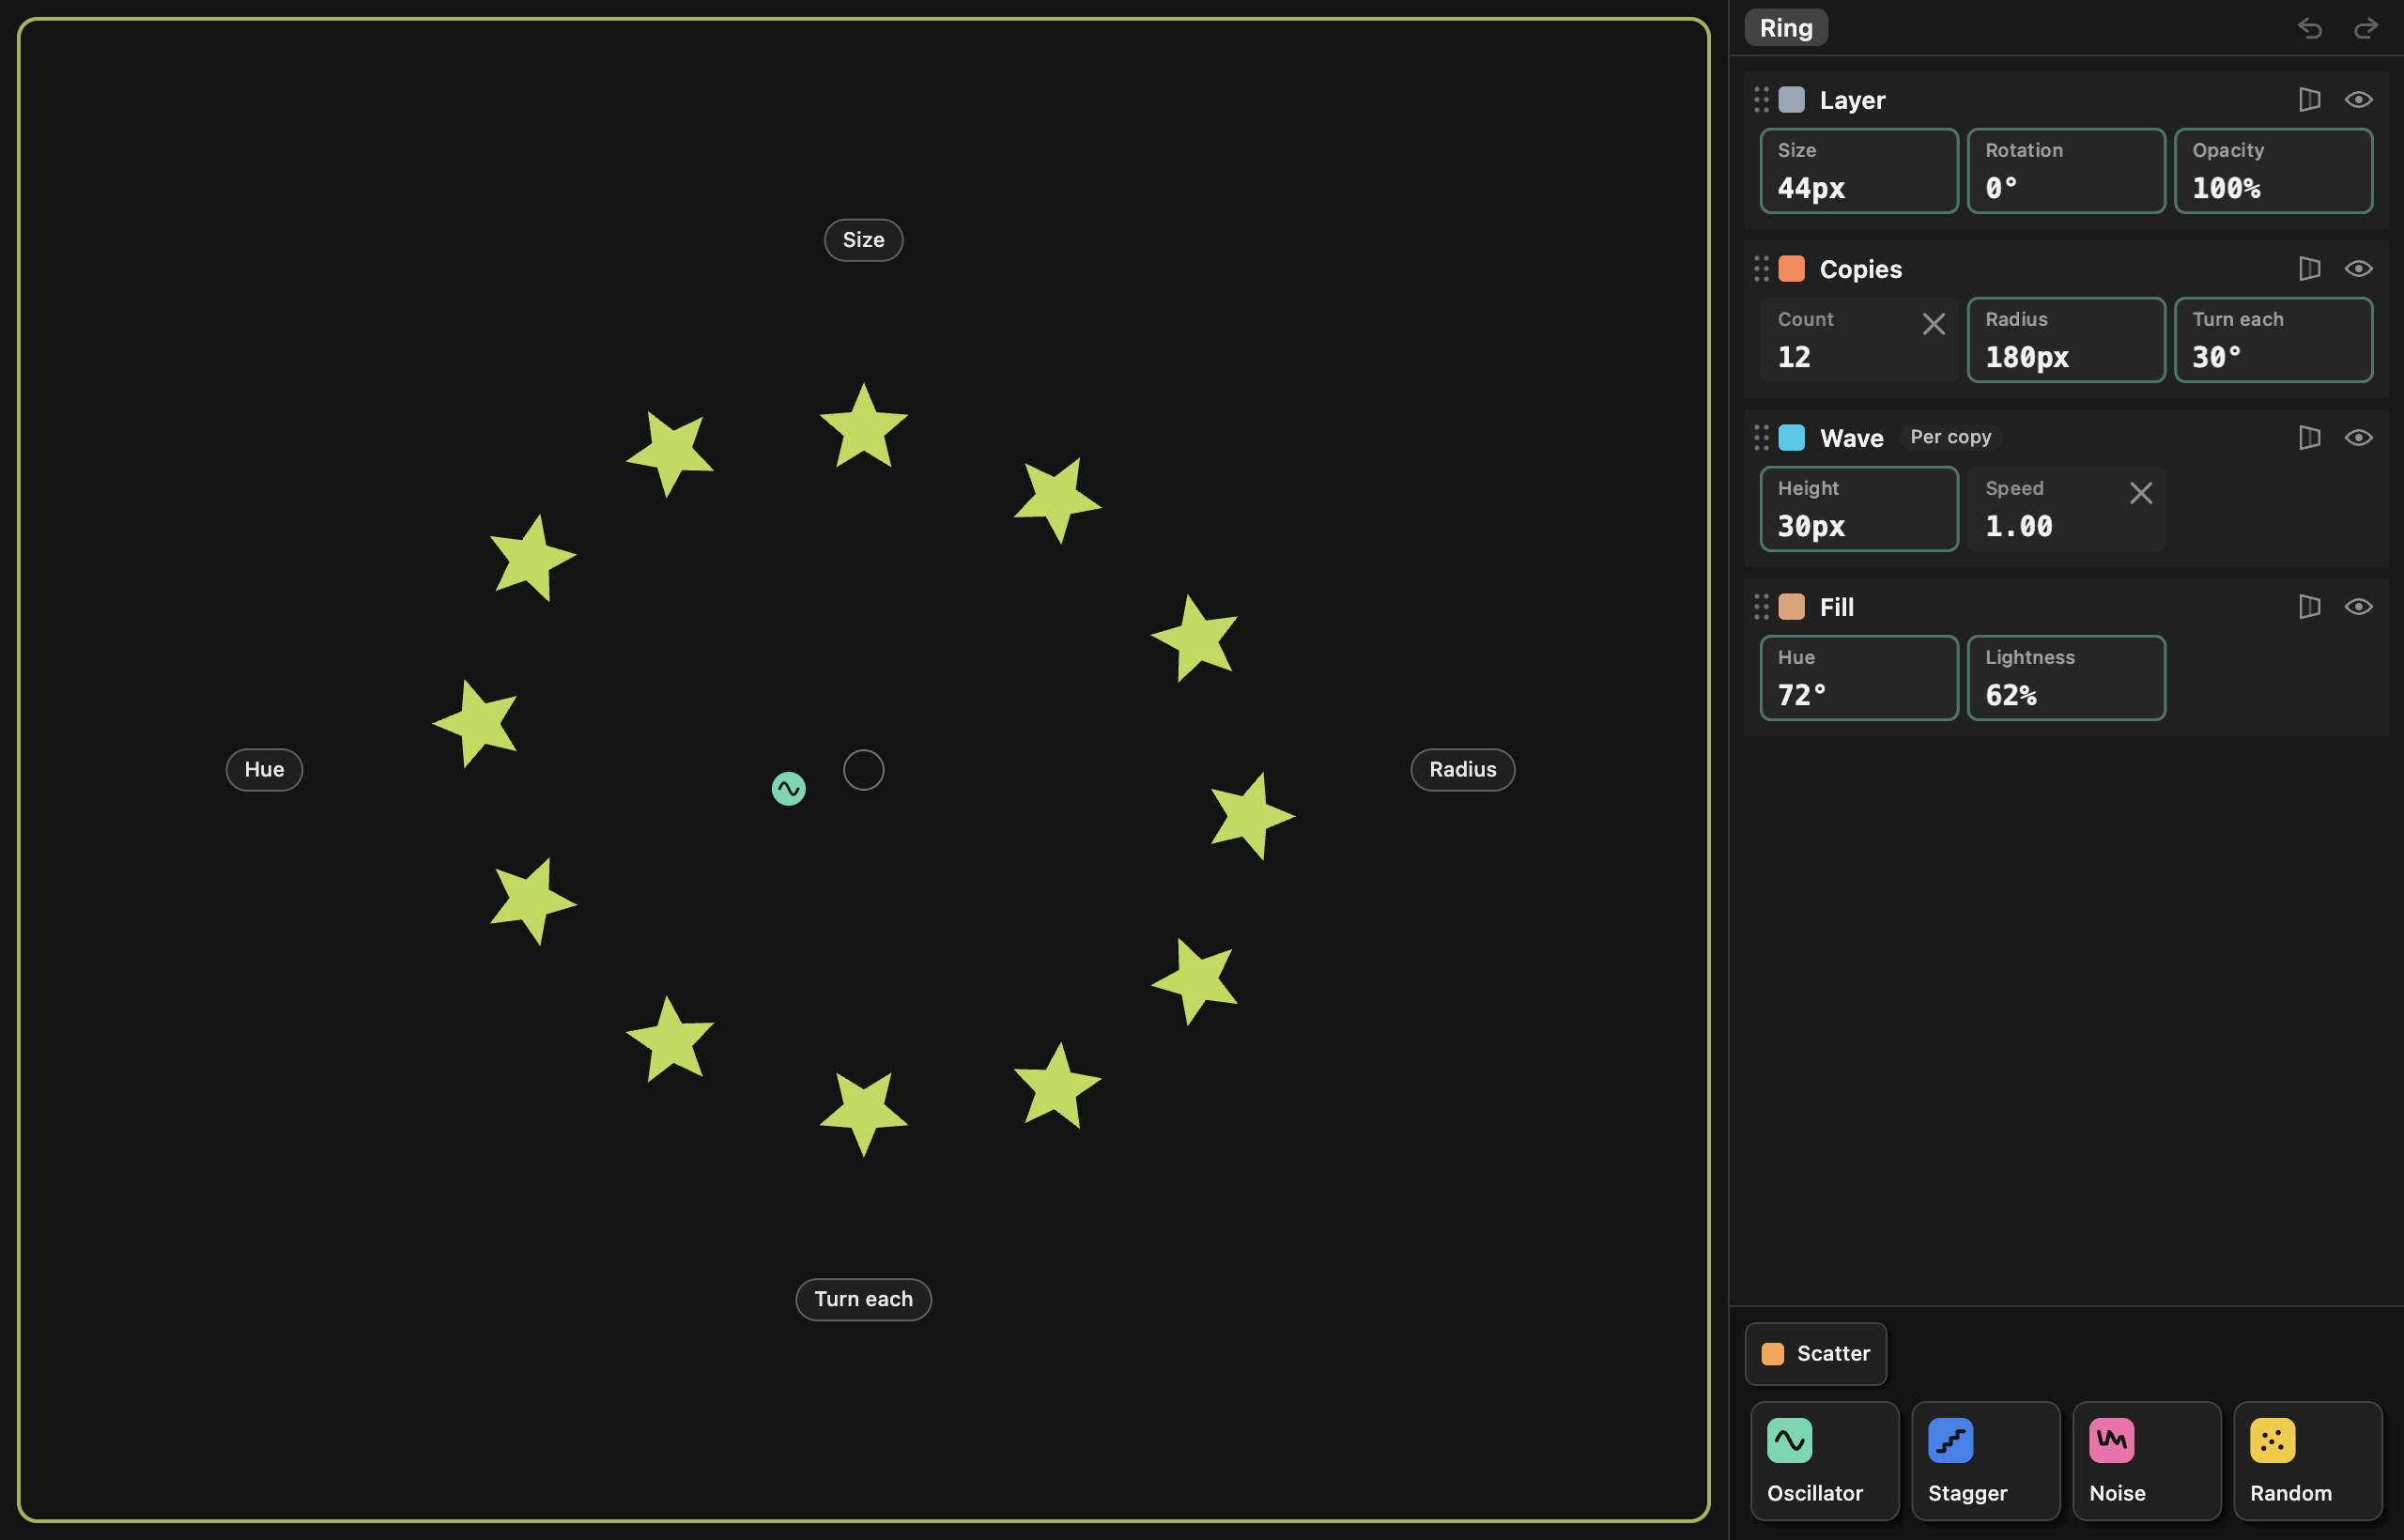 Ring
Layer
Size
Rotation
Opacity
44px
0°
100%
Copies
Count
Radius
Turn each
12
180px
30°
Wave
Per copy
Height
Speed
30px
1.00
Fill
Hue
Lightness
72°
62%
Size
Hue
Radius
Turn each
Scatter
Oscillator
Stagger
Noise
Random